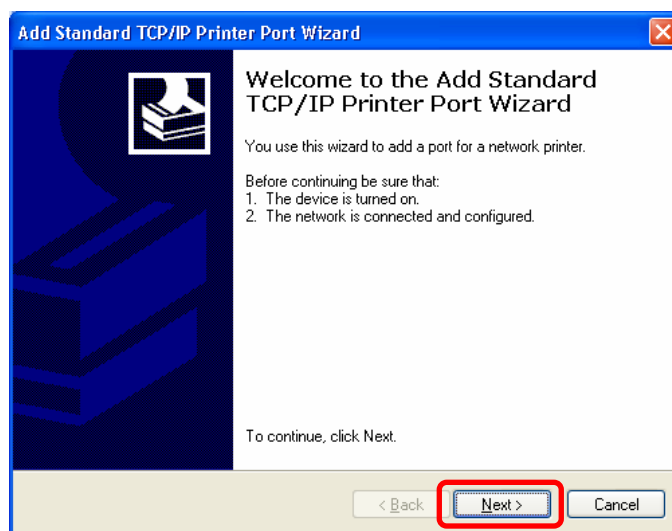 Add Standard TCP/IP Printer Port Wizard
Welcome to the Add Standard
TCP/IP Printer Port Wizard
You use this wizard to add a port for a network printer.
Before continuing be sure that:
1. The device is turned on.
2. The network is connected and configured.
To continue, click Next.
< Back
Next >
Cancel